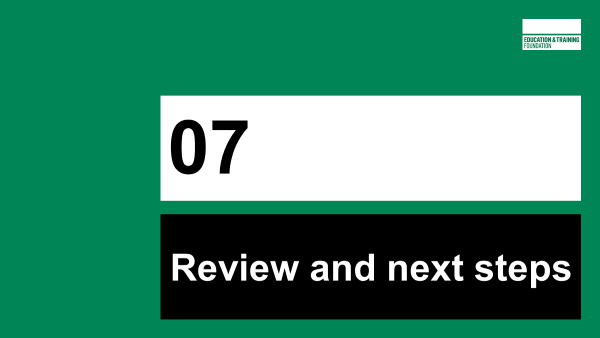 EDUCATION & TRAINING
FOUNDATION
07
Review and next steps